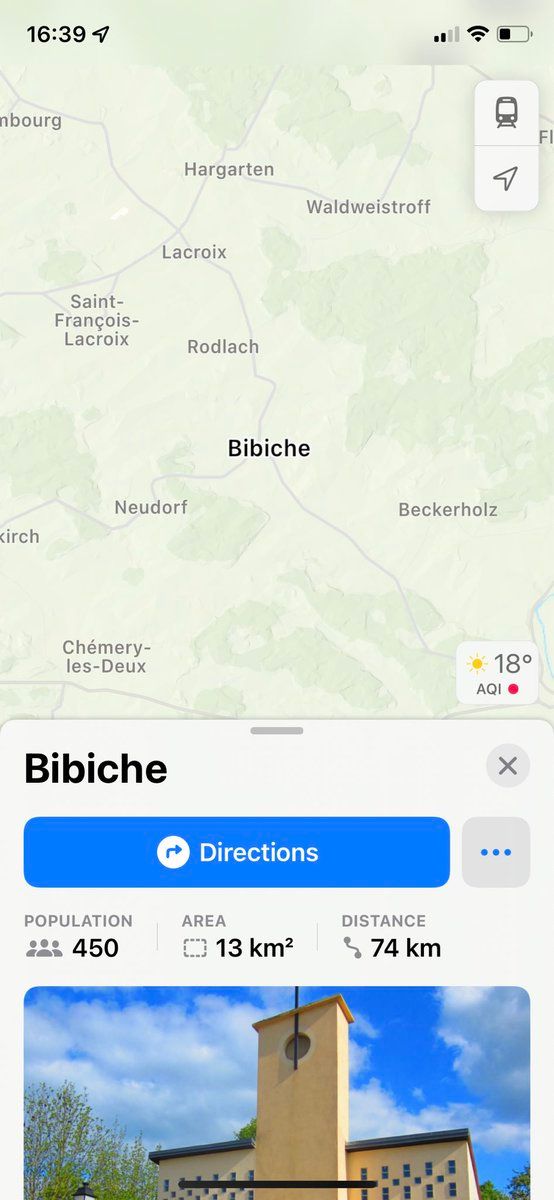 16:39
mbourg
Fl
Hargarten
Waldweistroff
Lacroix
Saint-
François-
Lacroix
Rodlach
Bibiche
Neudorf
Beckerholz
kirch
Chémery-
les-Deux
18°
AQI
Bibiche
Directions
POPULATION
AREA
DISTANCE
450
13 km²
74 km